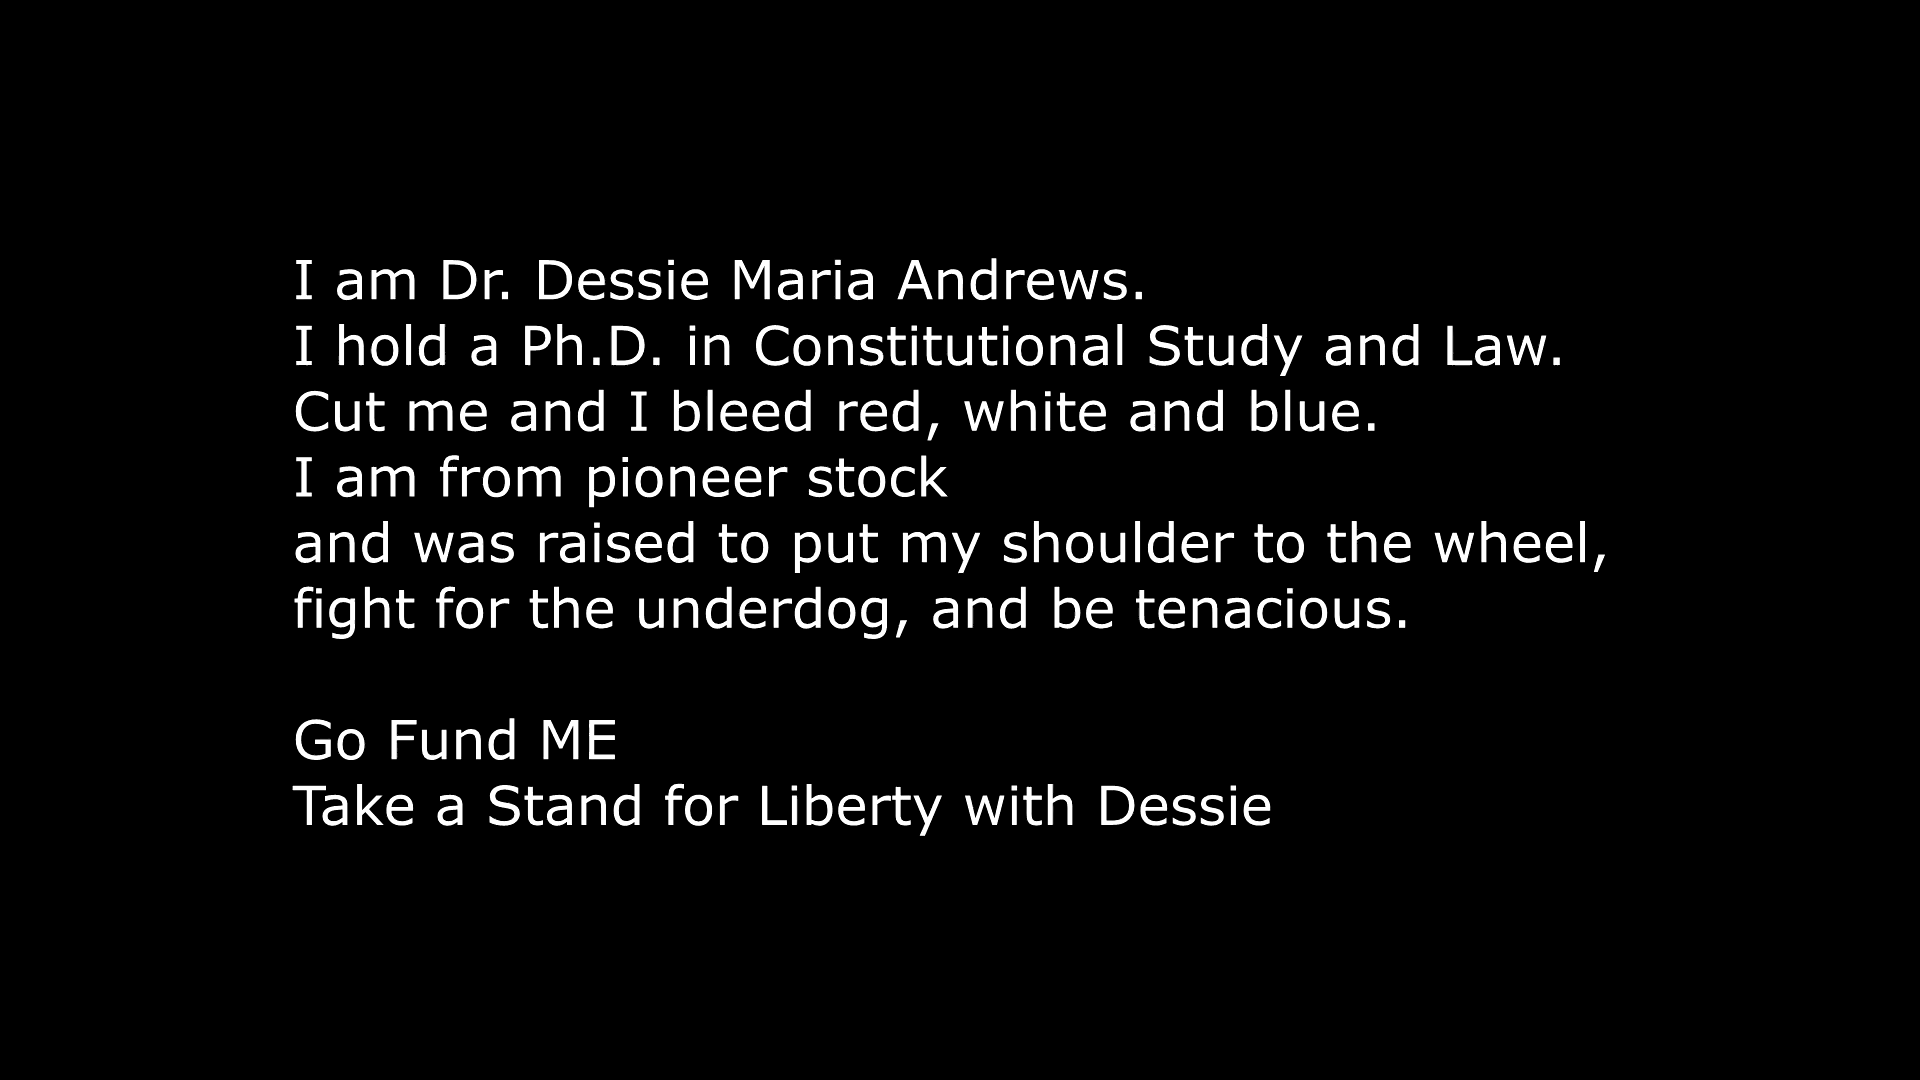 I am Dr. Dessie Maria Andrews.
I hold a Ph.D. in Constitutional Study and Law.
Cut me and I bleed red, white and blue.
I am from pioneer stock
and was raised to put my shoulder to the wheel,
fight for the underdog, and be tenacious.
Go Fund ME
Take a Stand for Liberty with Dessie